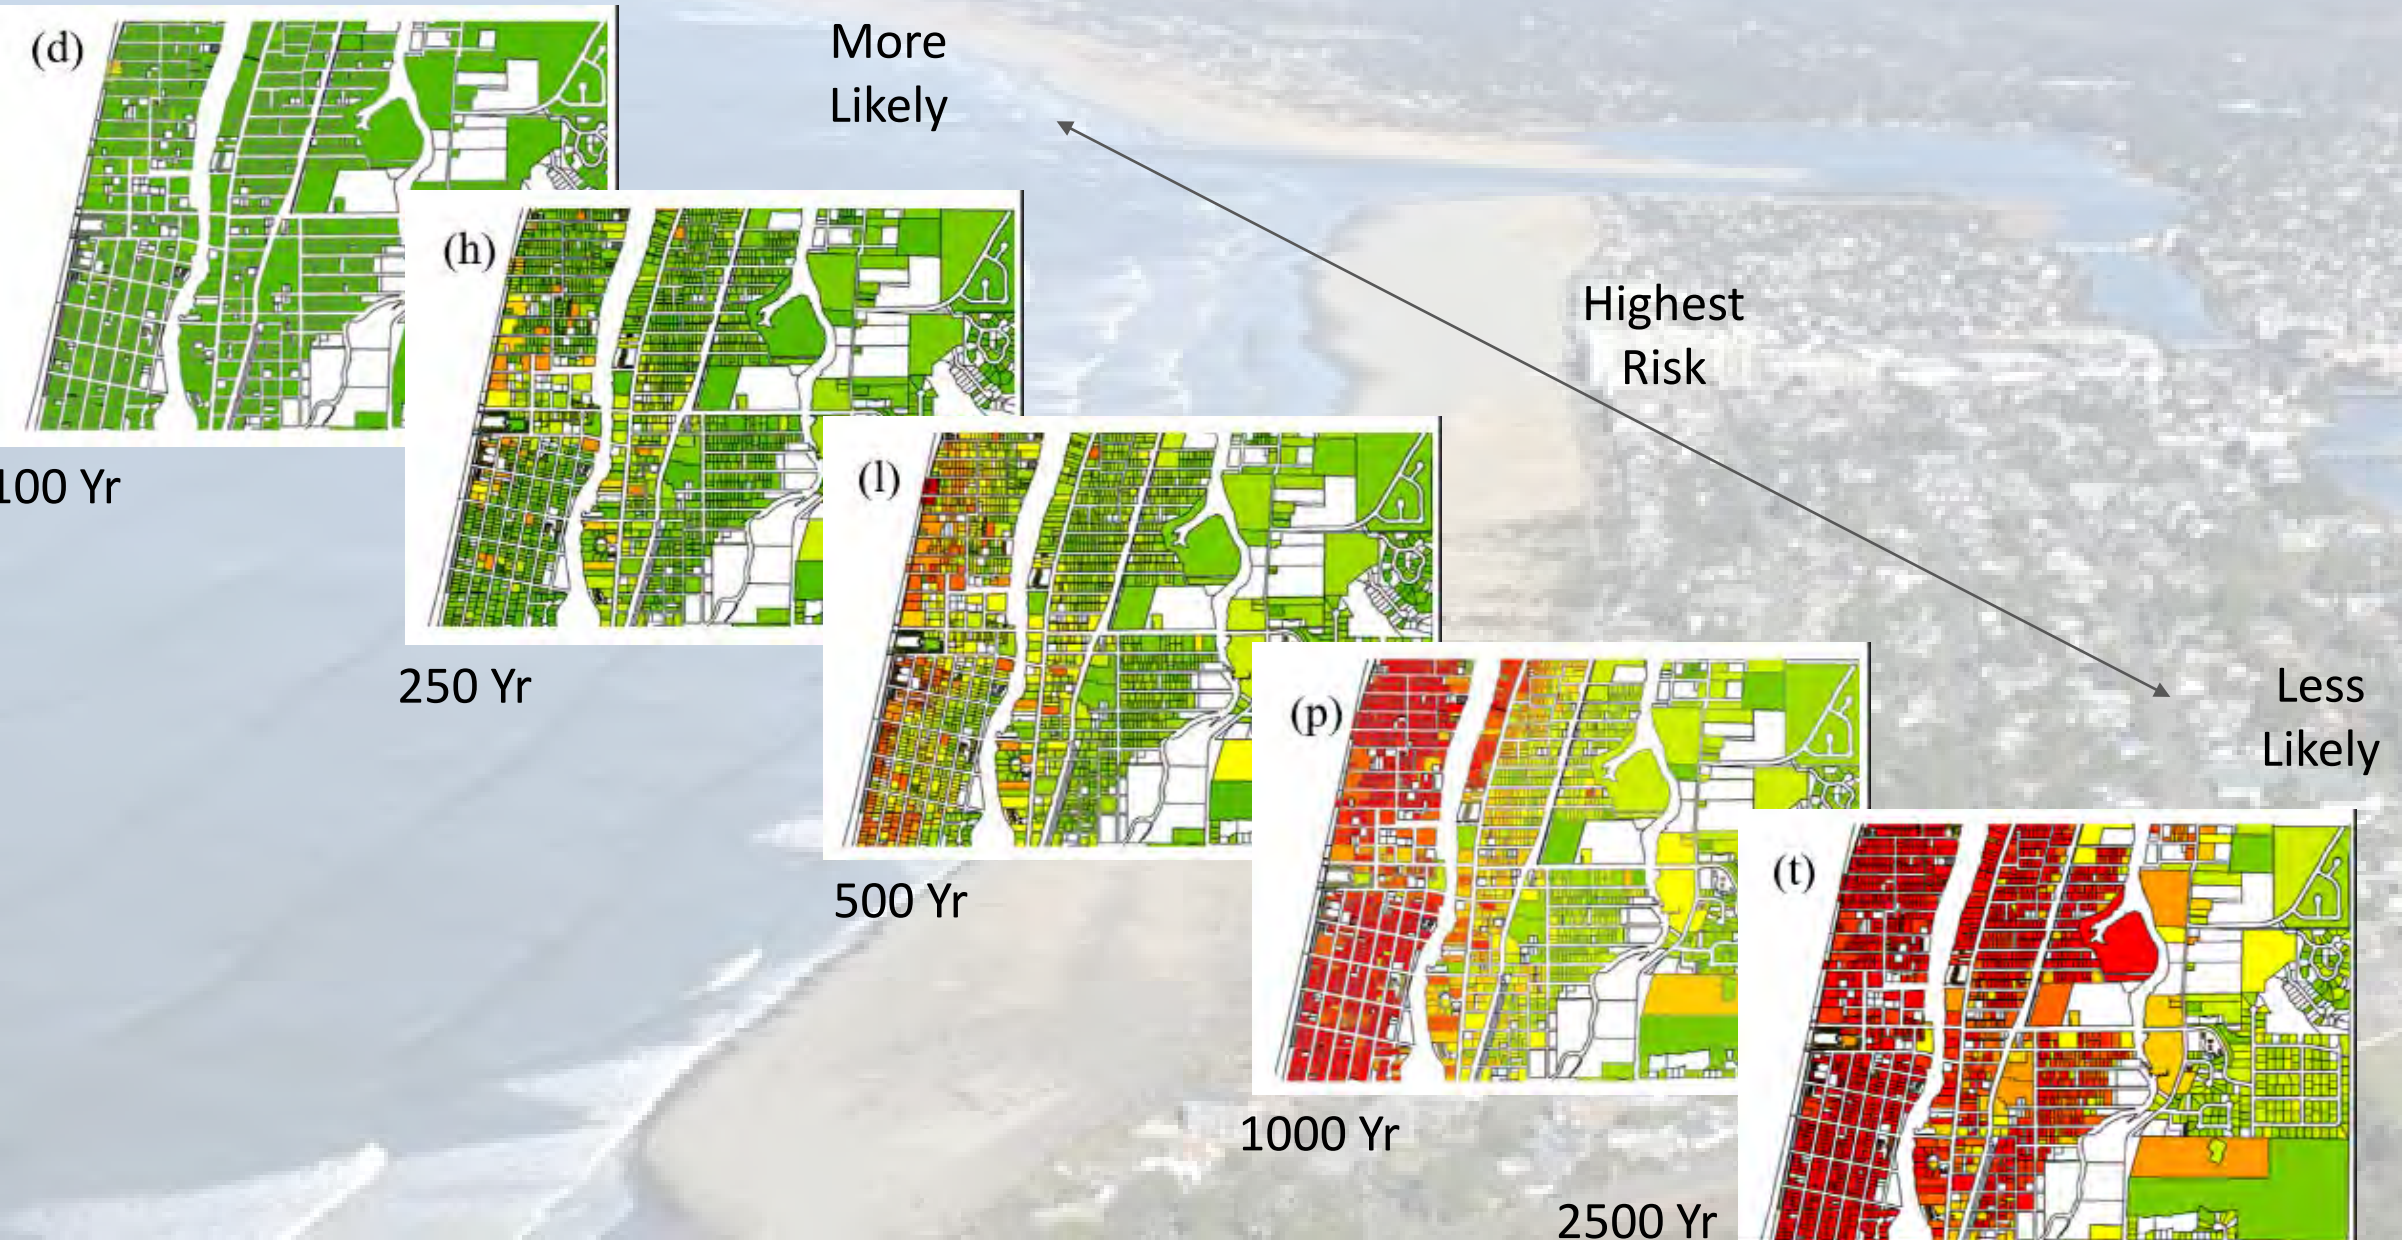 (d)
More
Likely
(h)
Highest
Risk
(l)
100 Yr
250 Yr
(p)
Less
Likely
500 Yr
(t)
1000 Yr
2500 Yr